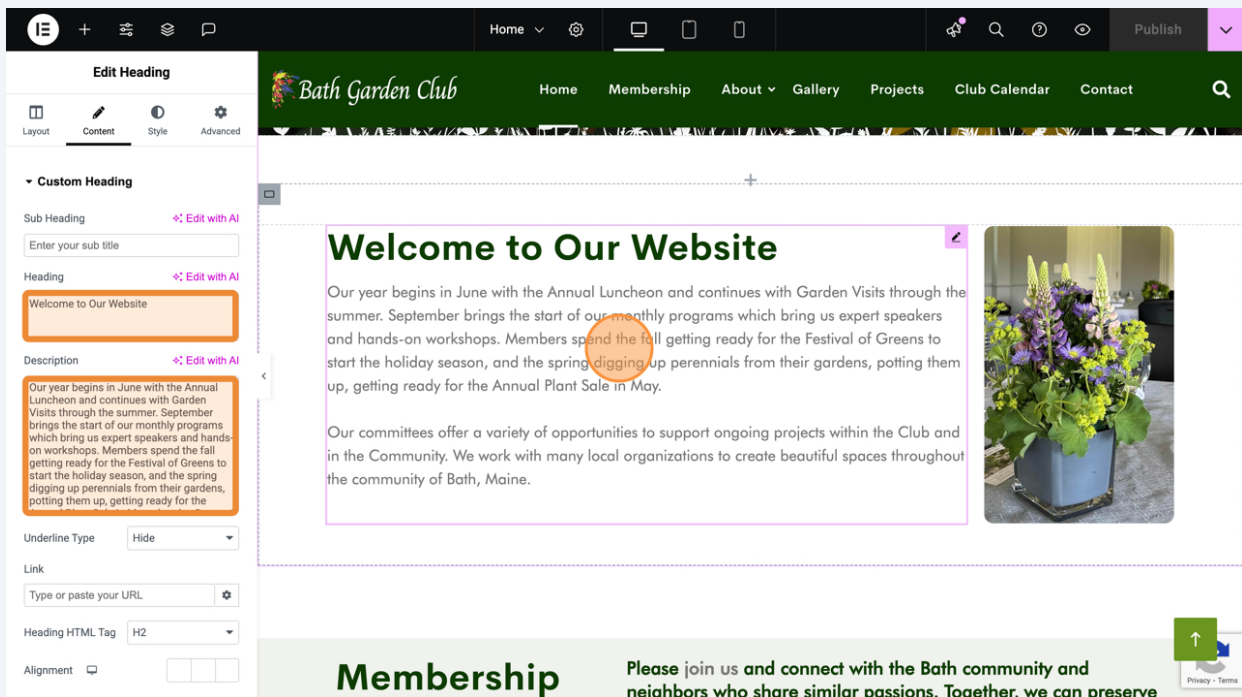 Home
Publish
Edit Heading
Layout
Content
Style
Advanced
Bath Garden Club
Home
Membership
About
Gallery
Projects
Club Calendar
Contact
Custom Heading
Sub Heading
Edit with AI
Enter your sub title
Heading
Edit with AI
Welcome to Our Website
Description
Edit with AI
Our year begins in June with the Annual
Luncheon and continues with Garden
Visits through the summer. September
brings the start of our monthly programs
which bring us expert speakers and hands-
on workshops. Members spend the fall
getting ready for the Festival of Greens to
start the holiday season, and the spring
digging up perennials from their gardens,
potting them up, getting ready for the
Underline Type
Hide
Link
Type or paste your URL
Heading HTML Tag
H2
Alignment
Welcome to Our Website
Our year begins in June with the Annual Luncheon and continues with Garden Visits through the
summer. September brings the start of our monthly programs which bring us expert speakers
and hands-on workshops. Members spend the fall getting ready for the Festival of Greens to
start the holiday season, and the spring digging up perennials from their gardens, potting them
up, getting ready for the Annual Plant Sale in May.
Our committees offer a variety of opportunities to support ongoing projects within the Club and
in the Community. We work with many local organizations to create beautiful spaces throughout
the community of Bath, Maine.
Membership
Please join us and connect with the Bath community and
neighbors who share similar passions. Together, we can preserve
Privacy - Terms